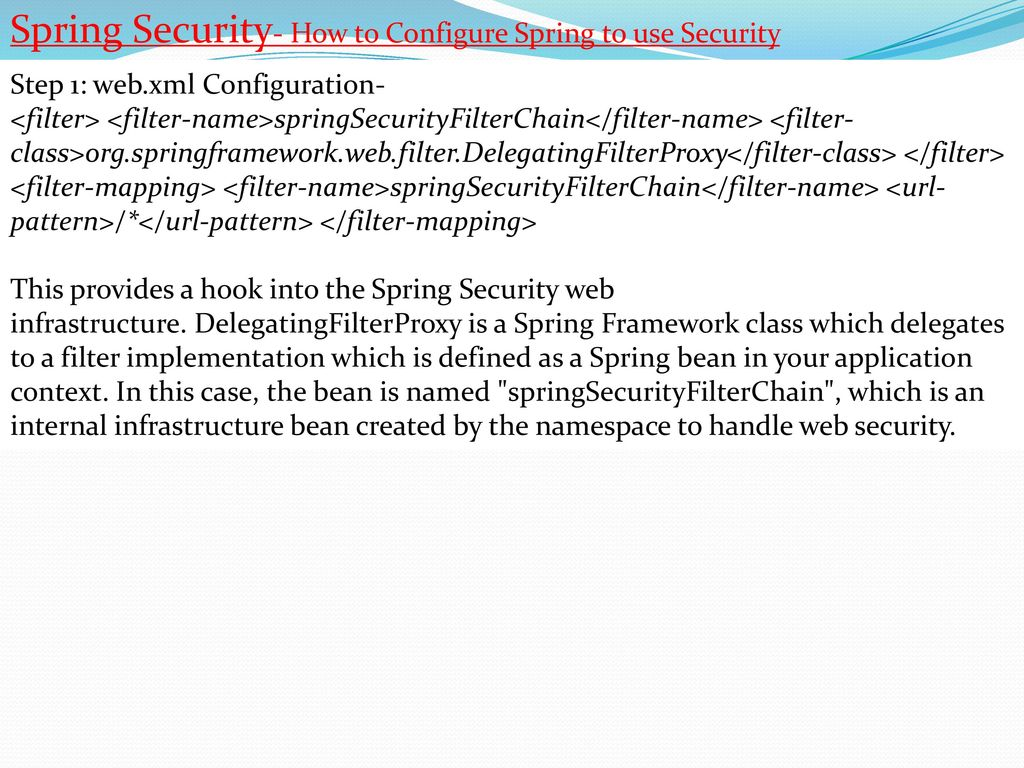 Spring Security- How to Configure Spring to use Security
Step 1: web.xml Configuration-
<filter> <filter-name>springSecurityFilterChain</filter-name> <filter-
class>org.springframework.web.filter.DelegatingFilterProxy</filter-class> </filter>
<filter-mapping> <filter-name>springSecurityFilterChain</filter-name> <url-
pattern>/*</url-pattern> </filter-mapping>
This provides a hook into the Spring Security web
infrastructure. DelegatingFilterProxy is a Spring Framework class which delegates
to a filter implementation which is defined as a Spring bean in your application
context. In this case, the bean is named "springSecurityFilterChain", which is an
internal infrastructure bean created by the namespace to handle web security.